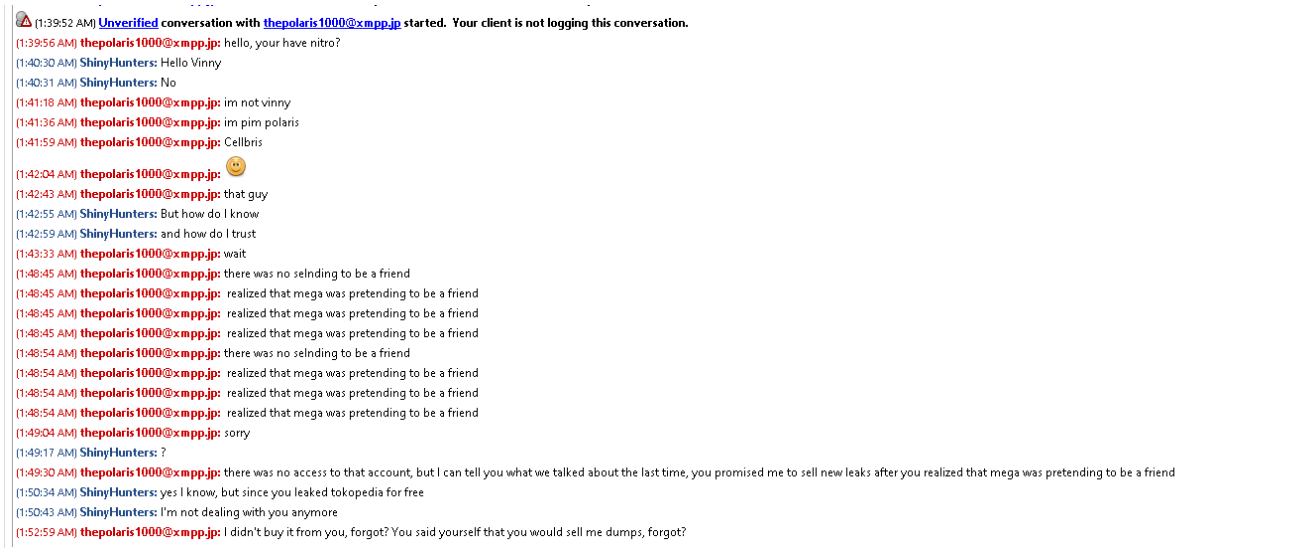 (1:39:52 AM) Unverified conversation with thepolaris1000@xmpp.jp started. Your client is not logging this conversation.
(1:39:56 AM) thepolaris1000@xmpp.jp: hello, your have nitro?
(1:40:30 AM) ShinyHunters: Hello Vinny
(1:40:31 AM) ShinyHunters: No
(1:41:18 AM) thepolaris1000@xmpp.jp: im not vinny
(1:41:36 AM) thepolaris1000@xmpp.jp: im pim polaris
(1:41:59 AM) thepolaris1000@xmpp.jp: Cellbris
(1:42:04 AM) thepolaris1000@xmpp.jp:
(1:42:43 AM) thepolaris1000@xmpp.jp: that guy
(1:42:55 AM) ShinyHunters: But how do I know
(1:42:59 AM) ShinyHunters: and how do I trust
(1:43:33 AM) thepolaris1000@xmpp.jp: wait
(1:48:45 AM) thepolaris1000@xmpp.jp: there was no selnding to be a friend
(1:48:45 AM) thepolaris1000@xmpp.jp: realized that mega was pretending to be a friend
(1:48:45 AM) thepolaris1000@xmpp.jp: realized that mega was pretending to be a friend
(1:48:45 AM) thepolaris1000@xmpp.jp: realized that mega was pretending to be a friend
(1:48:54 AM) thepolaris1000@xmpp.jp: there was no selnding to be a friend
(1:48:54 AM) thepolaris1000@xmpp.jp: realized that mega was pretending to be a friend
(1:48:54 AM) thepolaris1000@xmpp.jp: realized that mega was pretending to be a friend
(1:48:54 AM) thepolaris1000@xmpp.jp: realized that mega was pretending to be a friend
(1:49:04 AM) thepolaris1000@xmpp.jp: sorry
(1:49:17 AM) ShinyHunters: ?
(1:49:30 AM) thepolaris1000@xmpp.jp: there was no access to that account, but I can tell you what we talked about the last time, you promised me to sell new leaks after you realized that mega was pretending to be a friend
(1:50:34 AM) ShinyHunters: yes I know, but since you leaked tokopedia for free
(1:50:43 AM) ShinyHunters: I'm not dealing with you anymore
(1:52:59 AM) thepolaris1000@xmpp.jp: I didn't buy it from you, forgot? You said yourself that you would sell me dumps, forgot?